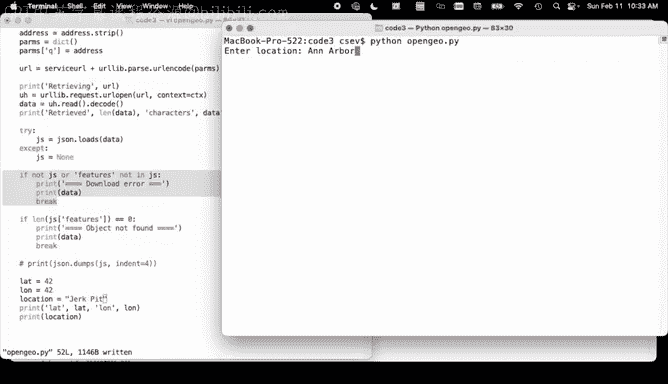 Terminal Shell Edit View Window Help
Sun Feb 11 10:33 AM
code3 — vi opengeo.py
address = address.strip()
parms = dict()
parms['q'] = address
url = serviceurl + urllib.parse.urlencode(parms)
print('Retrieving', url)
uh = urllib.request.urlopen(url, context=ctx)
data = uh.read().decode()
print('Retrieved', len(data), 'characters', data
try:
js = json.loads(data)
except:
js = None
if not js or 'features' not in js:
print('==== Download error ===')
print(data)
break
if len(js['features']) == 0:
print('==== Object not found ====')
print(data)
break
# print(json.dumps(js, indent=4))
lat = 42
lon = 42
location = "Jerk Pit"
print('lat', lat, 'lon', lon)
print(location)
"opengeo.py" 52L, 1146B written
code3 — Python opengeo.py — 83×30
MacBook-Pro-522:code3 csev$ python opengeo.py
Enter location: Ann Arbor